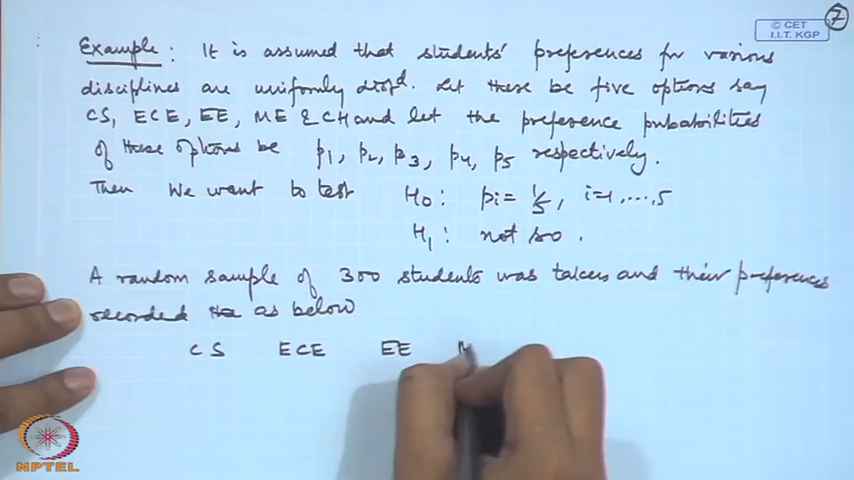 7
© CET
I.I.T. KGP
Example : It is assumed that students' preferences for various
disciplines are uniformly distd. Let there be five options say
CS, ECE, EE, ME & CH and let the preference probabilities
of these options be p1, p2, p3, p4, p5 respectively.
Then we want to test H0 : pi = 1/5, i=1,...,5
H1 : not so .
A random sample of 300 students was taken and their preferences
recorded as below
CS ECE EE
NPTEL